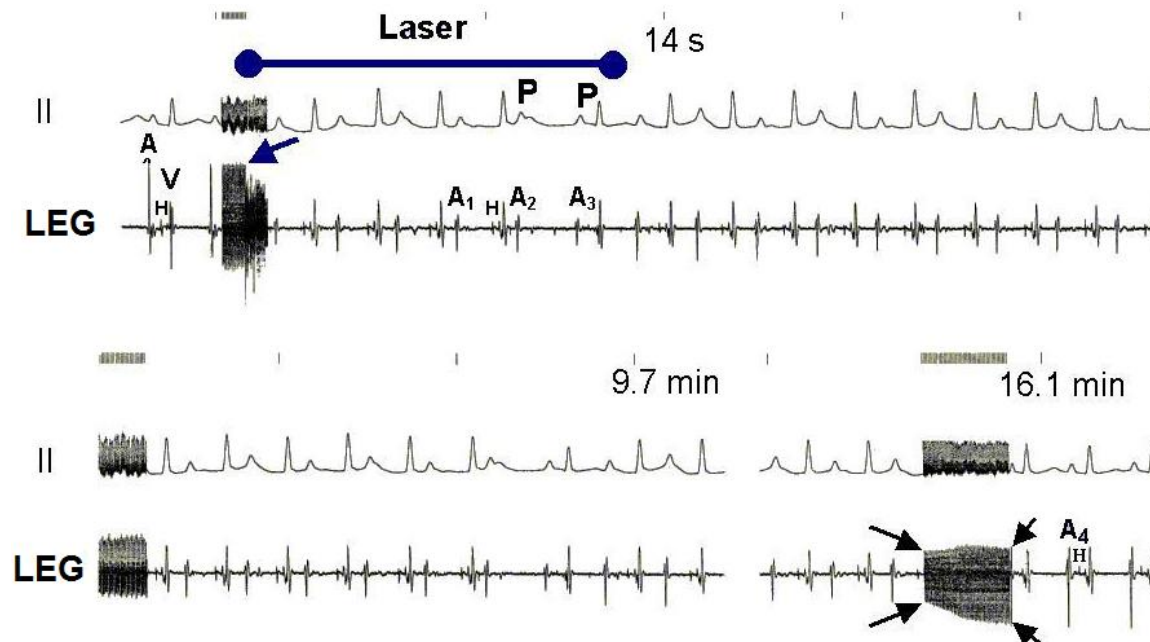 Laser
14 s
II
P P
A
V
H
LEG
A1 H A2 A3
9.7 min
16.1 min
II
A4
H
LEG